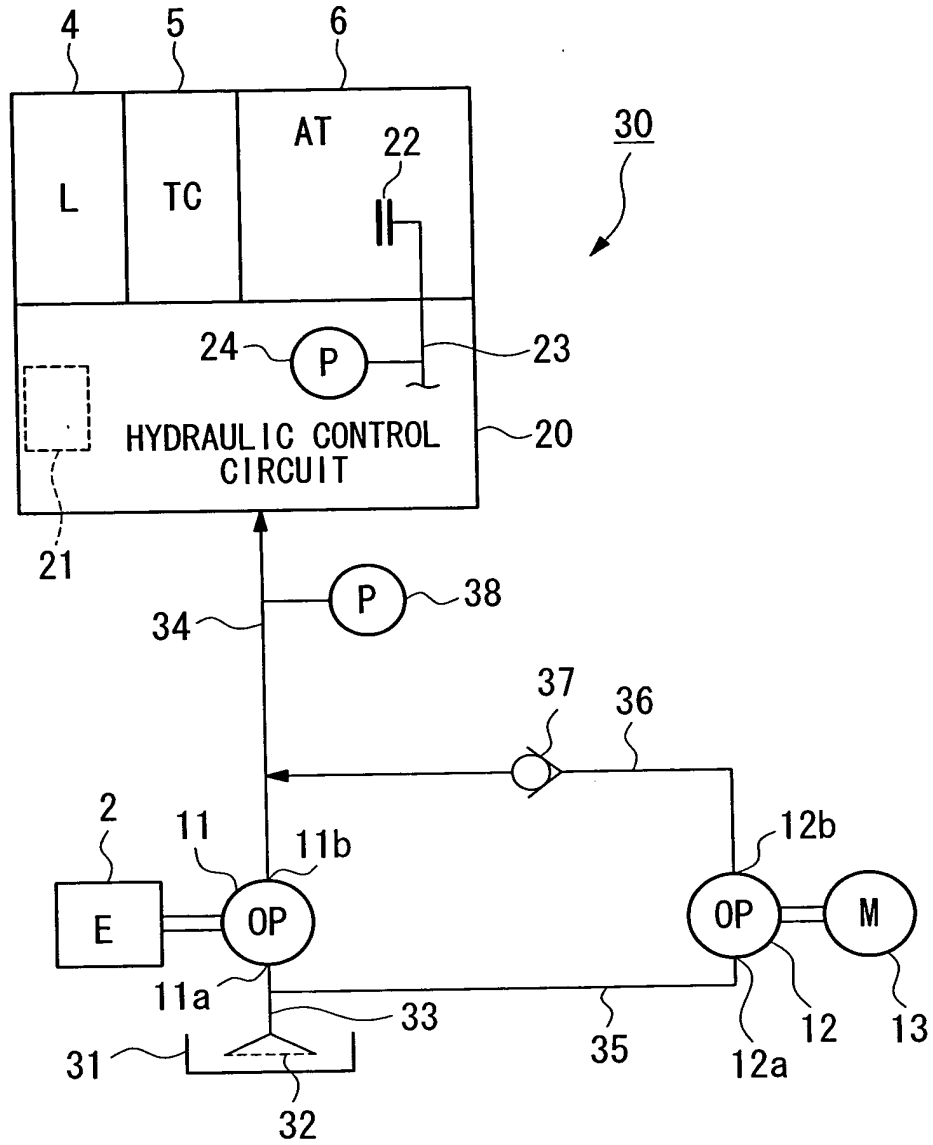 4 5 6
AT
30
22
L TC
24 P 23
HYDRAULIC CONTROL
CIRCUIT
20
21
P 38
34
37 36
2 11 11b 12b
E OP OP M
11a
33 35 12 13
31 12a
32